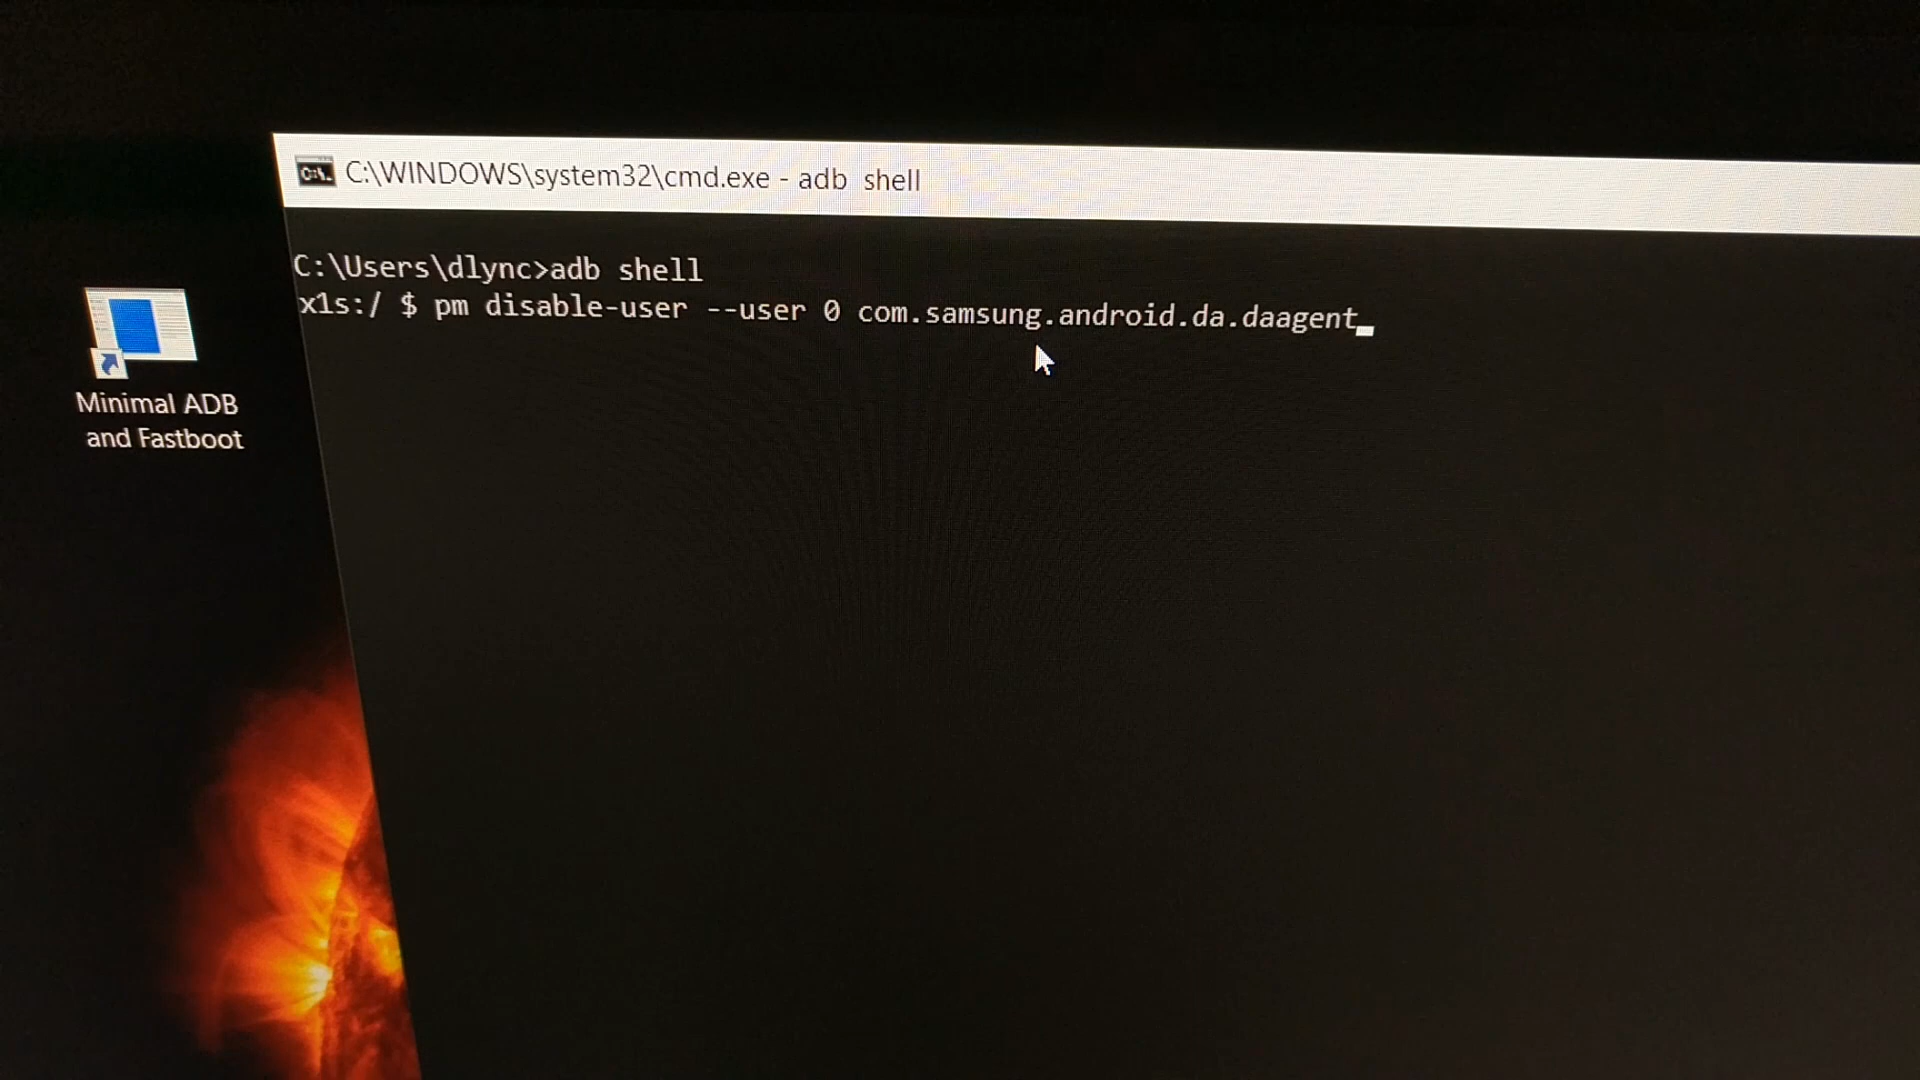 C:\WINDOWS\system32\cmd.exe - adb  shell
C:\Users\dlync>adb shell
x1s:/ $ pm disable-user --user 0 com.samsung.android.da.daagent
Minimal ADB
and Fastboot